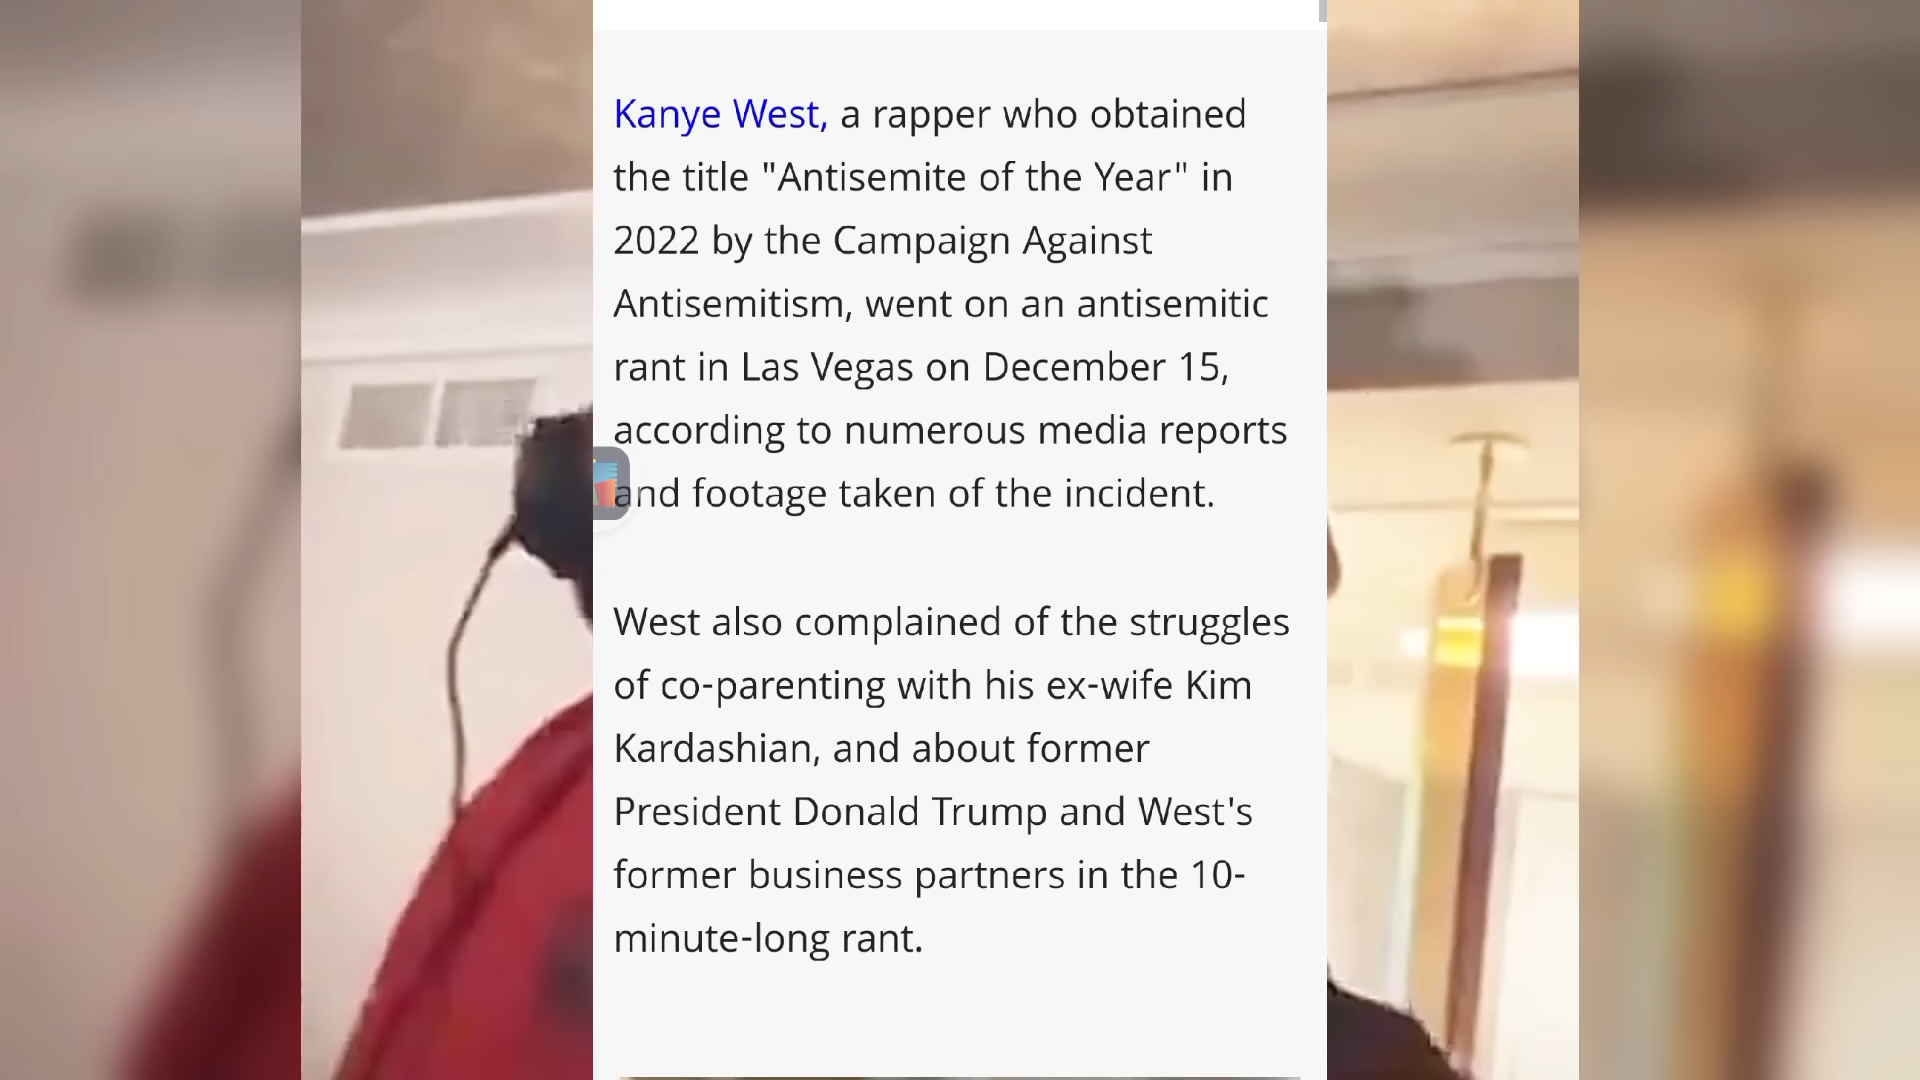 Kanye West, a rapper who obtained
the title "Antisemite of the Year" in
2022 by the Campaign Against
Antisemitism, went on an antisemitic
rant in Las Vegas on December 15,
according to numerous media reports
and footage taken of the incident.
West also complained of the struggles
of co-parenting with his ex-wife Kim
Kardashian, and about former
President Donald Trump and West's
former business partners in the 10-
minute-long rant.